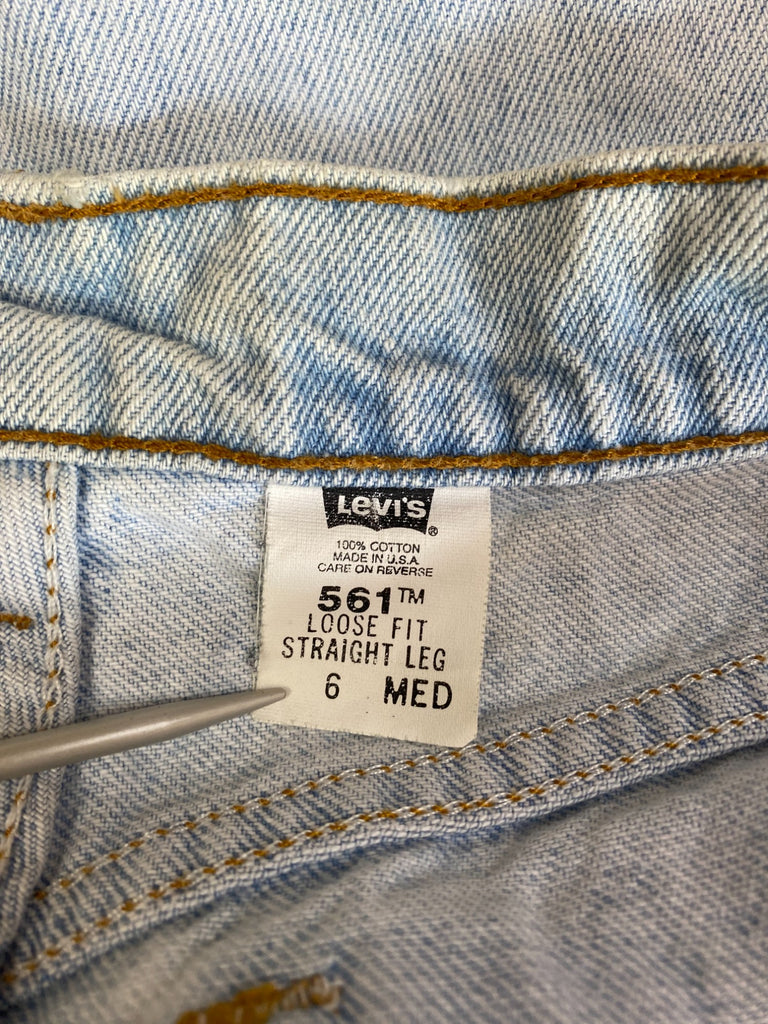 Levi's®
100% COTTON
MADE IN U.S.A.
CARE ON REVERSE
561™
LOOSE FIT
STRAIGHT LEG
6 MED